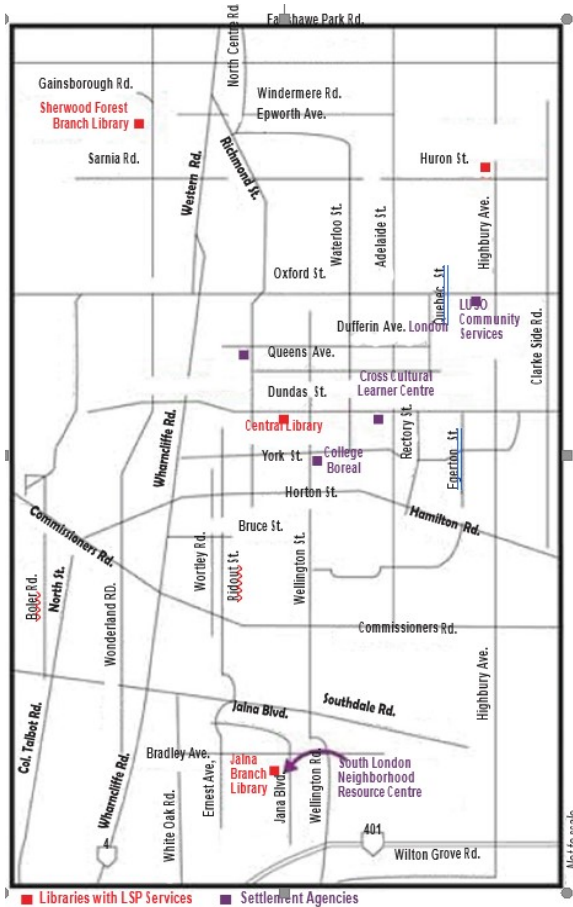 Fanshawe Park Rd.
North Centre Rd.
Gainsborough Rd.
Windermere Rd.
Sherwood Forest
Branch Library
Epworth Ave.
Sarnia Rd.
Western Rd.
Richmond St.
Huron St.
Waterloo St.
Adelaide St.
Highbury Ave.
Oxford St.
Quebec St.
LUSO
Community
Services
Dufferin Ave.
London
Clarke Side Rd.
Queens Ave.
Cross Cultural
Learner Centre
Dundas St.
Central Library
Rectory St.
Wharncliffe Rd.
York St.
College
Boreal
Egerton St.
Horton St.
Hamilton Rd.
Commissioners Rd.
Bruce St.
Boler Rd.
North St.
Wonderland RD.
Wortley Rd.
Ridout St.
Wellington St.
Commissioners Rd.
Highbury Ave.
Col. Talbot Rd.
Jalna Blvd.
Southdale Rd.
Bradley Ave.
Jalna
Branch
Library
South London
Neighborhood
Resource Centre
Wharncliffe Rd.
White Oak Rd.
Ernest Ave,
Jana Blvd.
Wellington Rd.
4
401
Wilton Grove Rd.
Not to scale
Libraries with LSP Services
Settlement Agencies